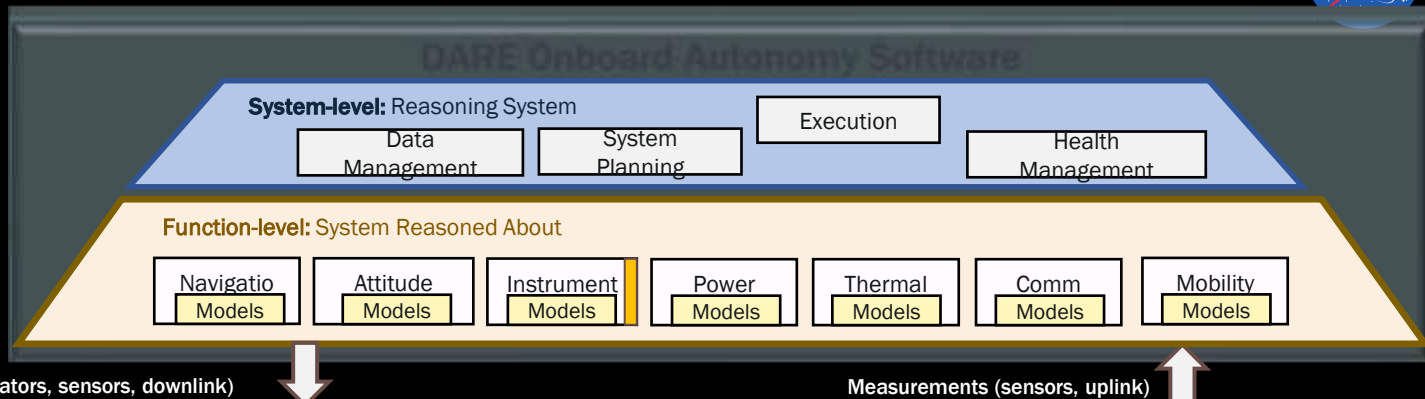 DARE Onboard Autonomy Software
System-level: Reasoning System
Execution
Data
Management
System
Planning
Health
Management
Function-level: System Reasoned About
Navigatio
Models
Attitude
Models
Instrument
Models
Power
Models
Thermal
Models
Comm
Models
Mobility
Models
ators, sensors, downlink)
Measurements (sensors, uplink)